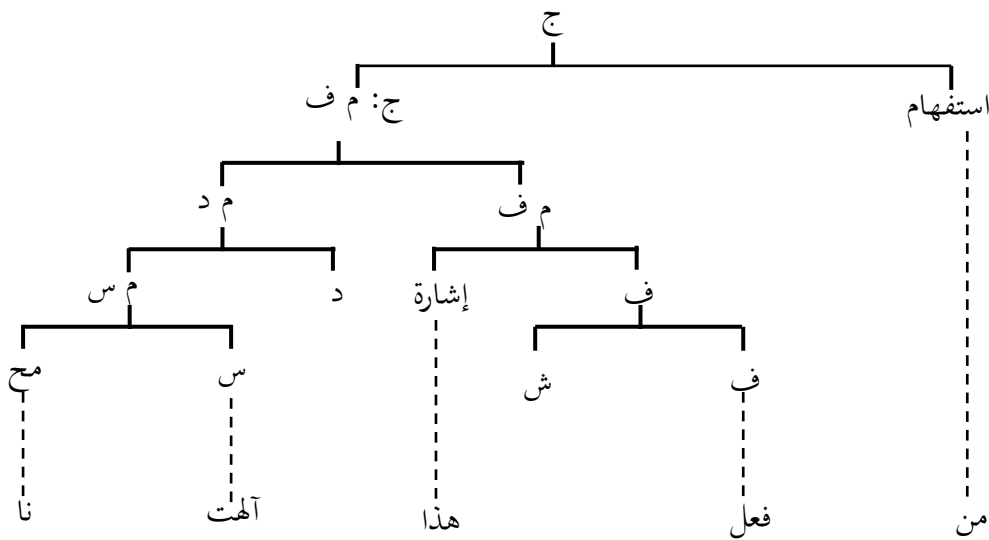 ج
استفهام ج: م ف
م ف م د
ف إشارة د م س
ف ش س مح
من فعل هذا آلهت نا